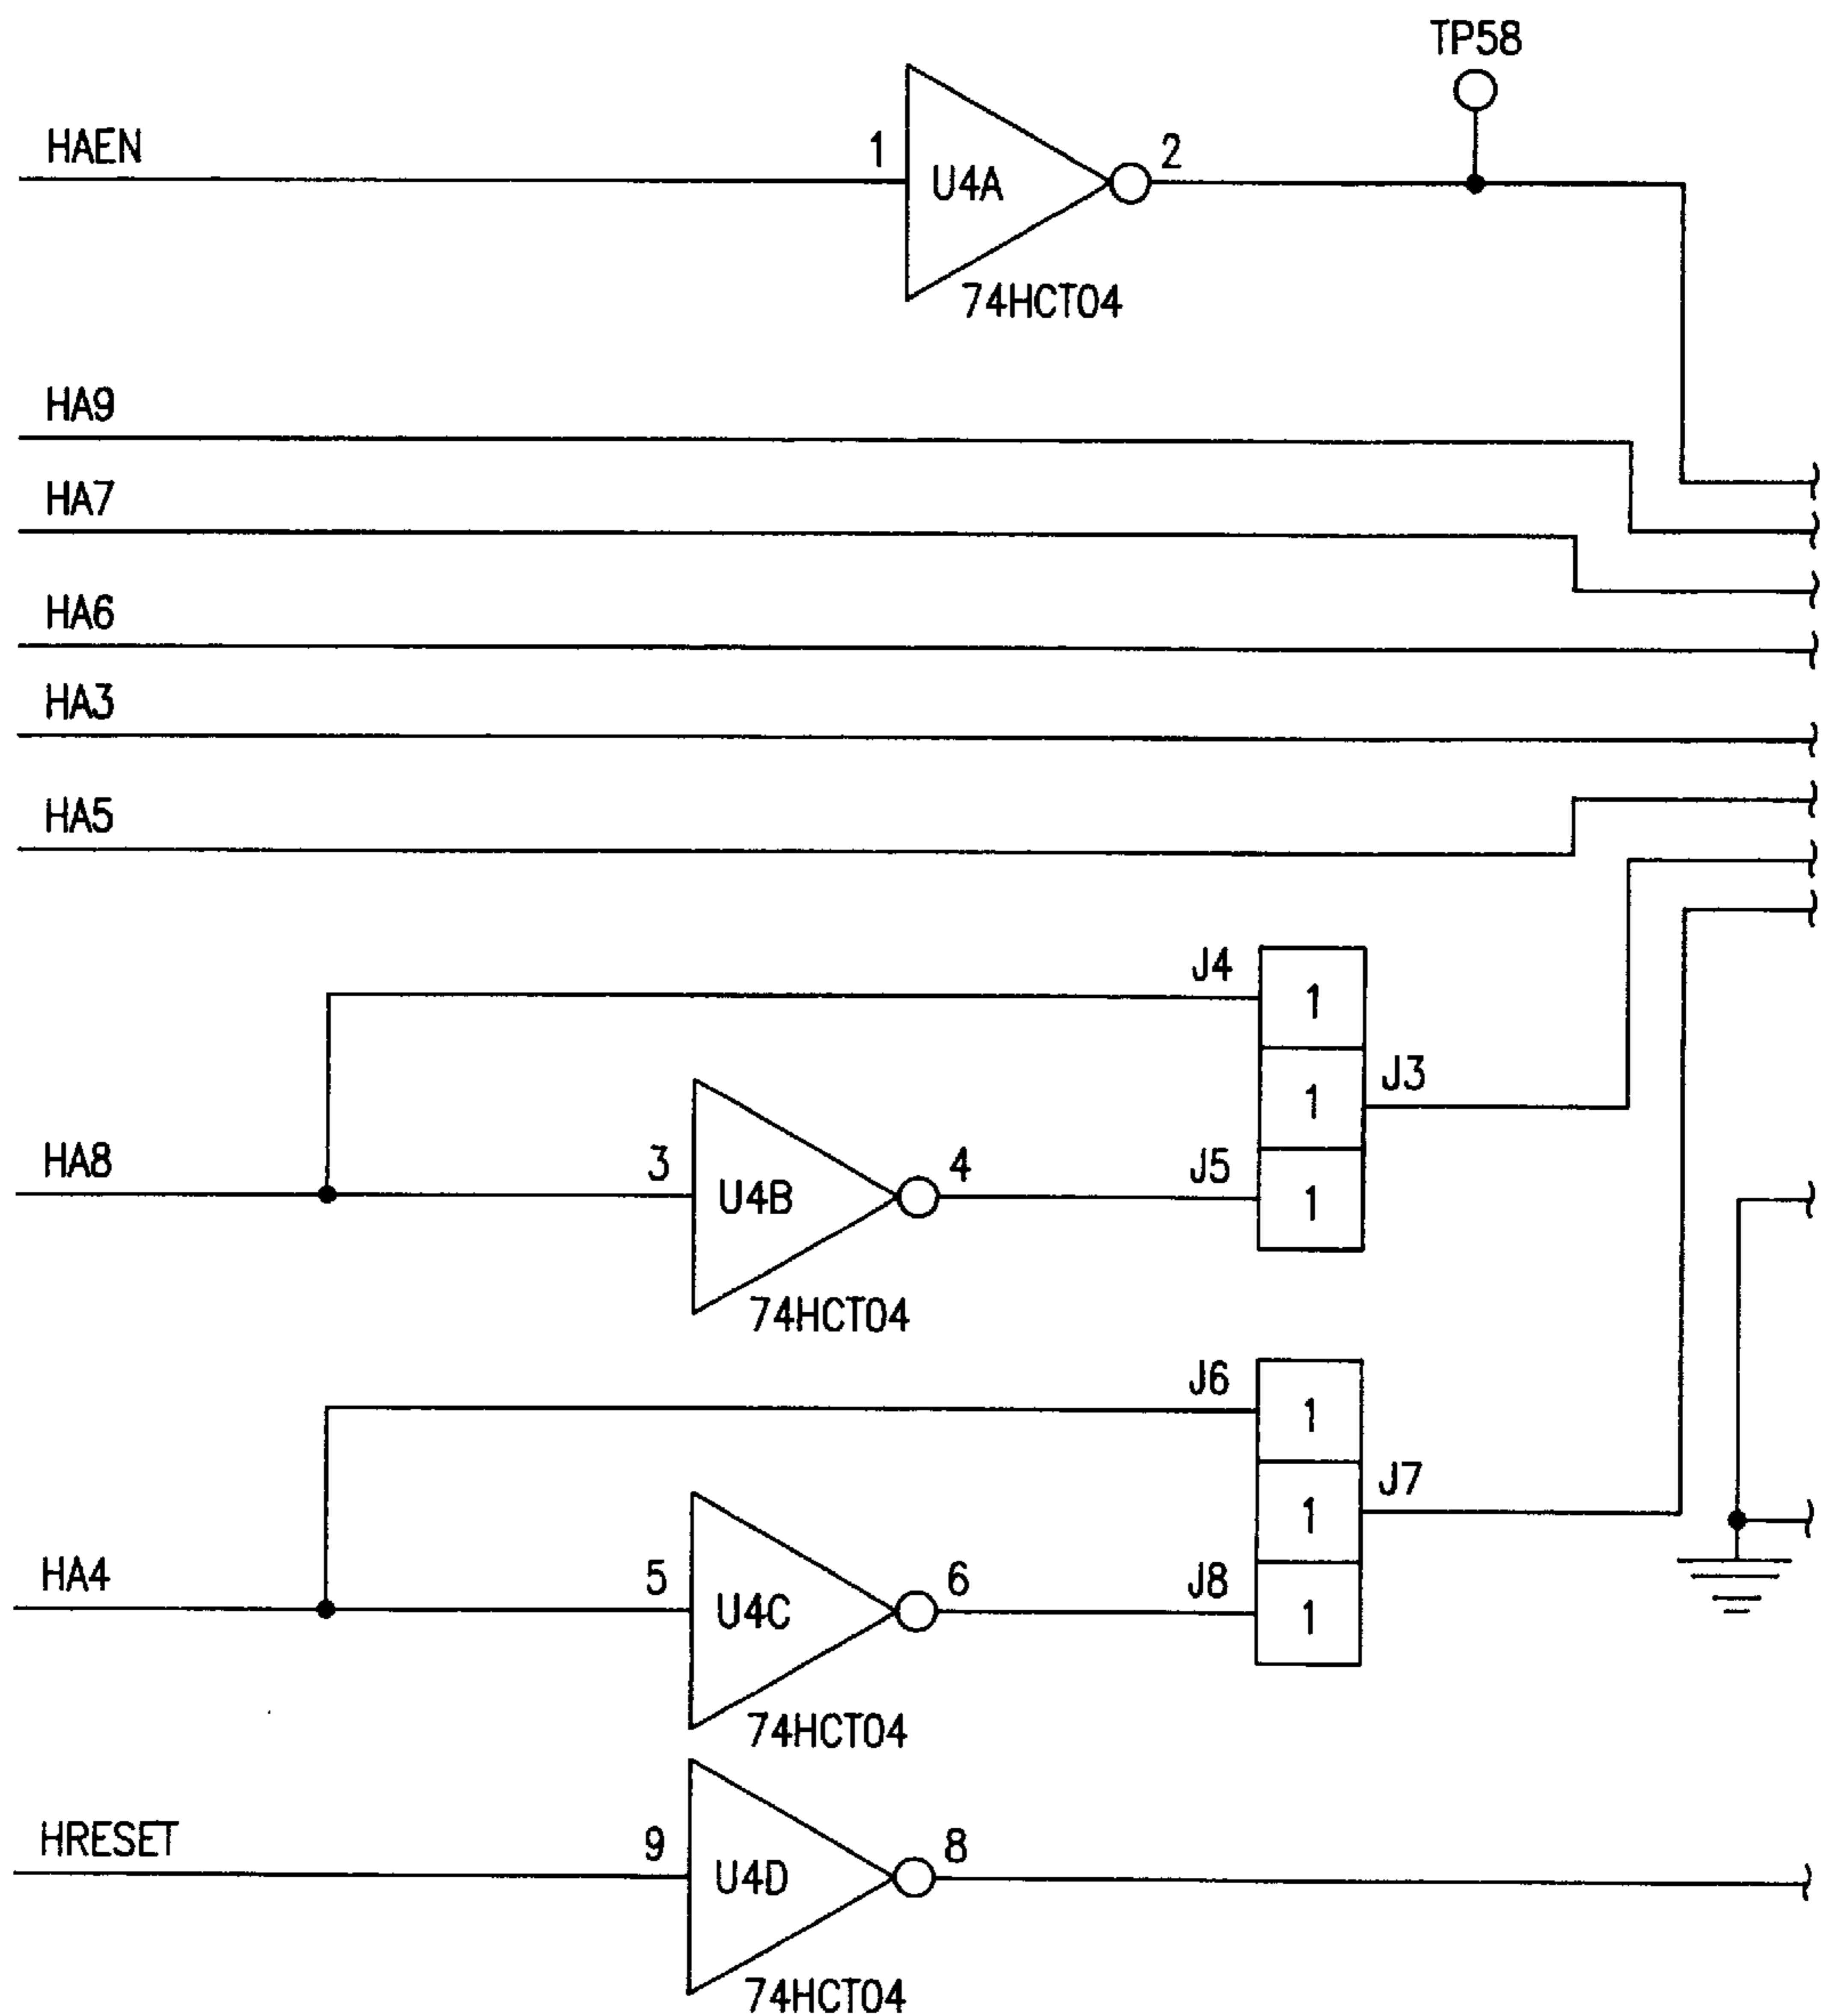 TP58
HAEN
1
U4A
2
74HCT04
HA9
HA7
HA6
HA3
HA5
J4
1
1
J3
HA8
3
U4B
4
J5
1
74HCT04
J6
1
1
J7
HA4
5
U4C
6
J8
1
74HCT04
HRESET
9
U4D
8
74HCT04